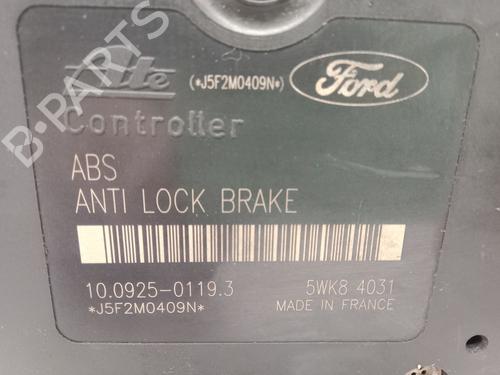 Ate (*J5F2M0409N*) Ford
Controller
ABS
ANTI LOCK BRAKE
10.0925-0119.3 5WK8 4031
*J5F2M0409N* MADE IN FRANCE
B-PARTS